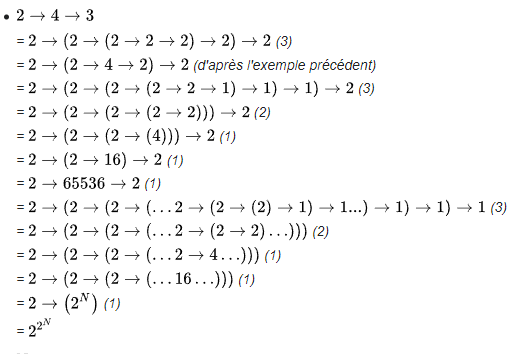 • 2 → 4 → 3
= 2 → (2 → (2 → 2 → 2) → 2) → 2 (3)
= 2 → (2 → 4 → 2) → 2 (d'après l'exemple précédent)
= 2 → (2 → (2 → (2 → 2 → 1) → 1) → 1) → 2 (3)
= 2 → (2 → (2 → (2 → 2))) → 2 (2)
= 2 → (2 → (2 → (4))) → 2 (1)
= 2 → (2 → 16) → 2 (1)
= 2 → 65536 → 2 (1)
= 2 → (2 → (2 → (... 2 → (2 → (2) → 1) → 1...) → 1) → 1) → 1 (3)
= 2 → (2 → (2 → (... 2 → (2 → 2) ...))) (2)
= 2 → (2 → (2 → (... 2 → 4 ...))) (1)
= 2 → (2 → (2 → (... 16 ...))) (1)
= 2 → (2^N) (1)
= 2^{2^N}